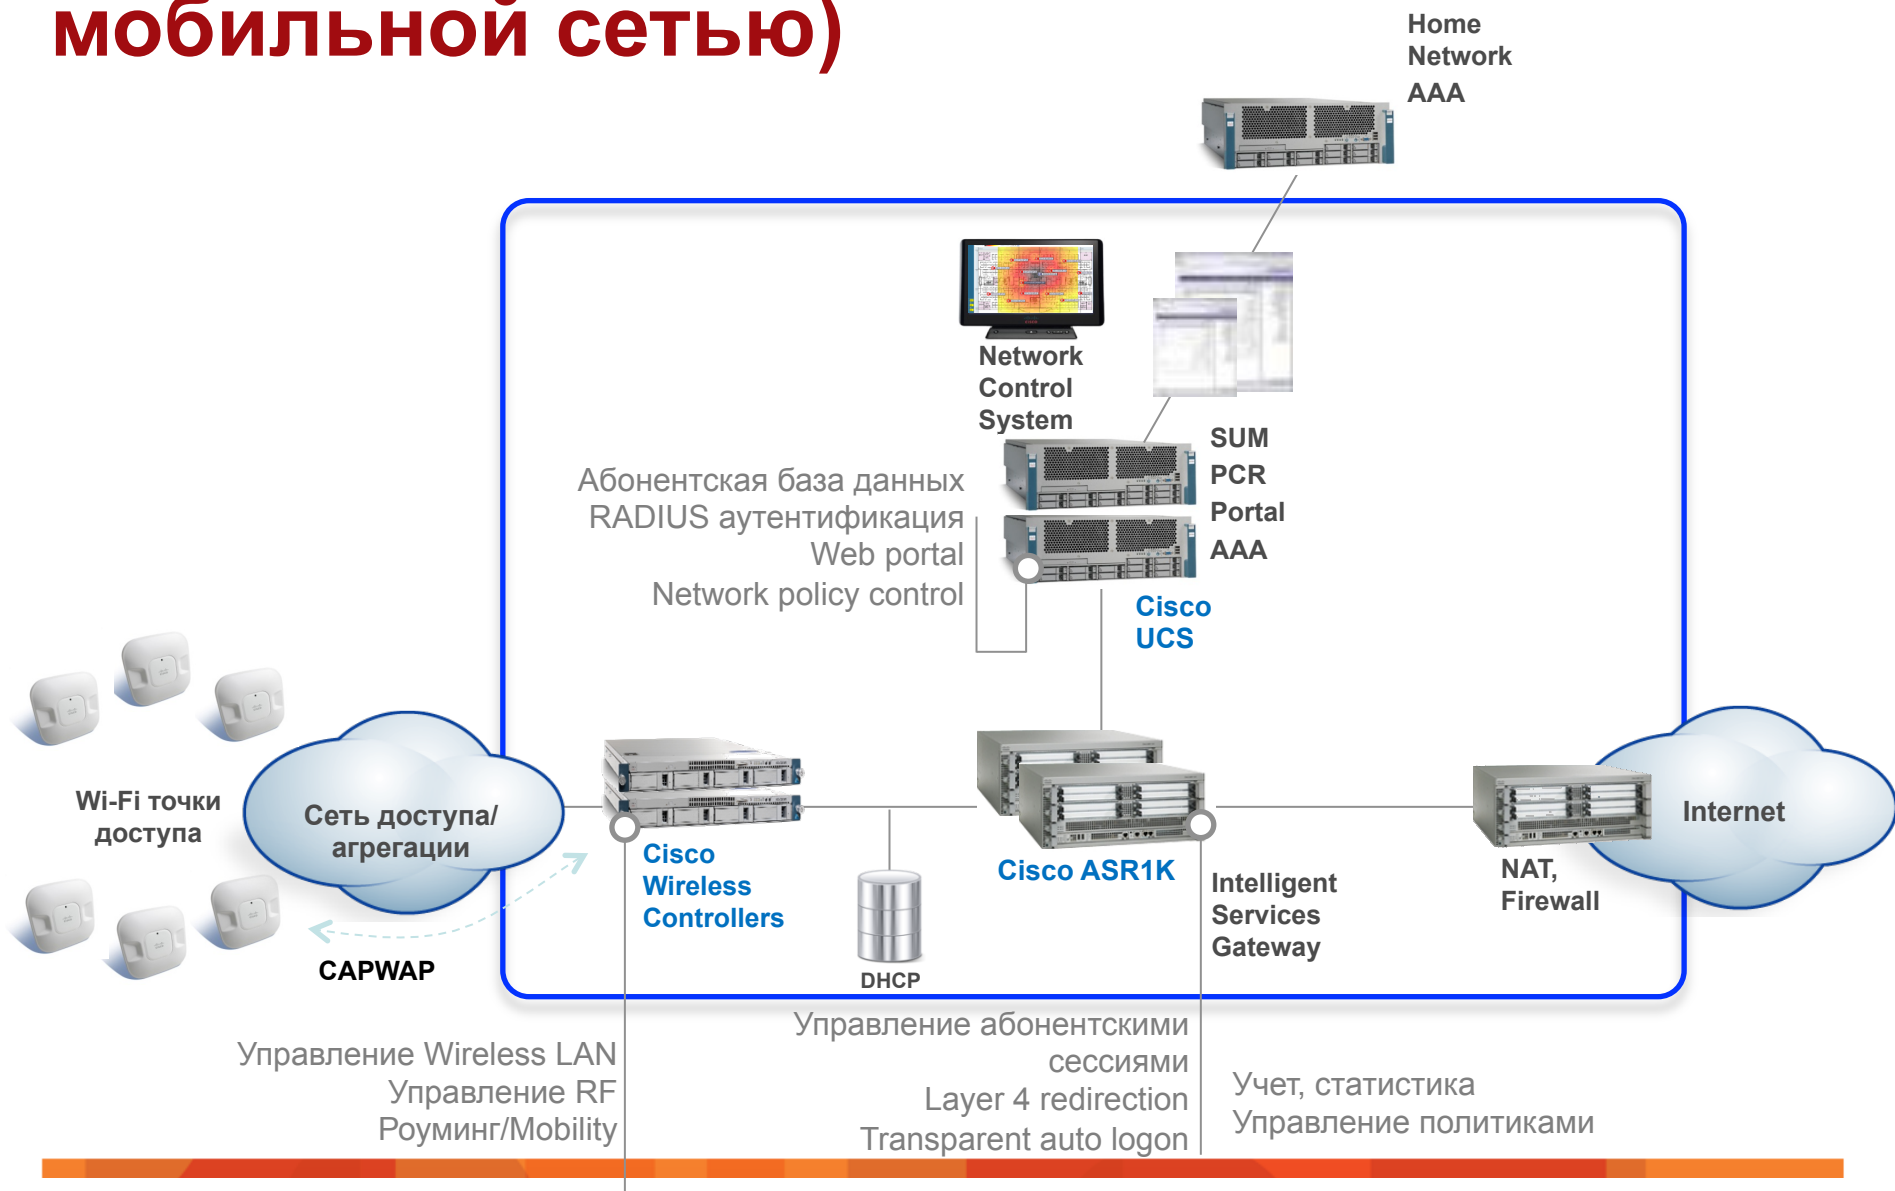 мобильной сетью)
Home
Network
AAA
Network
Control
System
SUM
PCR
Portal
AAA
Абонентская база данных
RADIUS аутентификация
Web portal
Network policy control
Cisco
UCS
Wi-Fi точки
доступа
Сеть доступа/
агрегации
CAPWAP
Cisco
Wireless
Controllers
DHCP
Cisco ASR1K
Intelligent
Services
Gateway
NAT,
Firewall
Internet
Управление Wireless LAN
Управление RF
Роуминг/Mobility
Управление абонентскими
сессиями
Layer 4 redirection
Transparent auto logon
Учет, статистика
Управление политиками